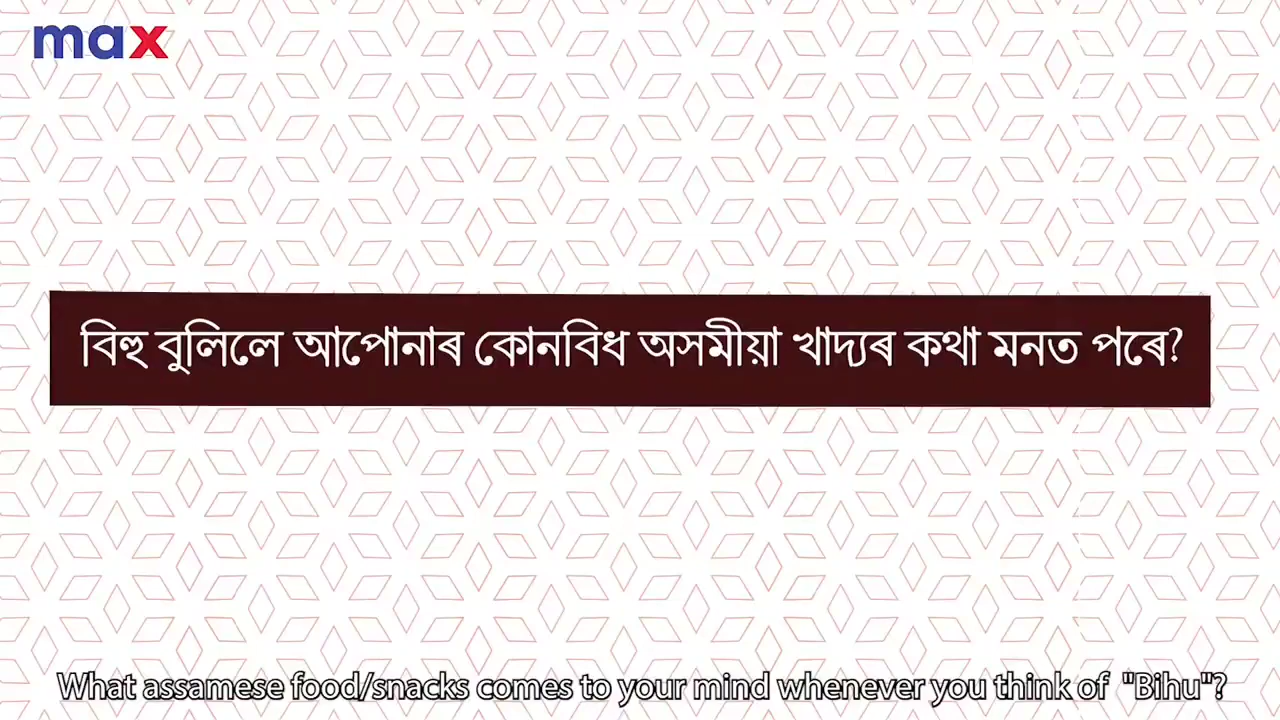 max
বিহু বুলিলে আপোনাৰ কোনবিধ অসমীয়া খাদ্যৰ কথা মনত পৰে?
What assamese food/snacks comes to your mind whenever you think of "Bihu"?